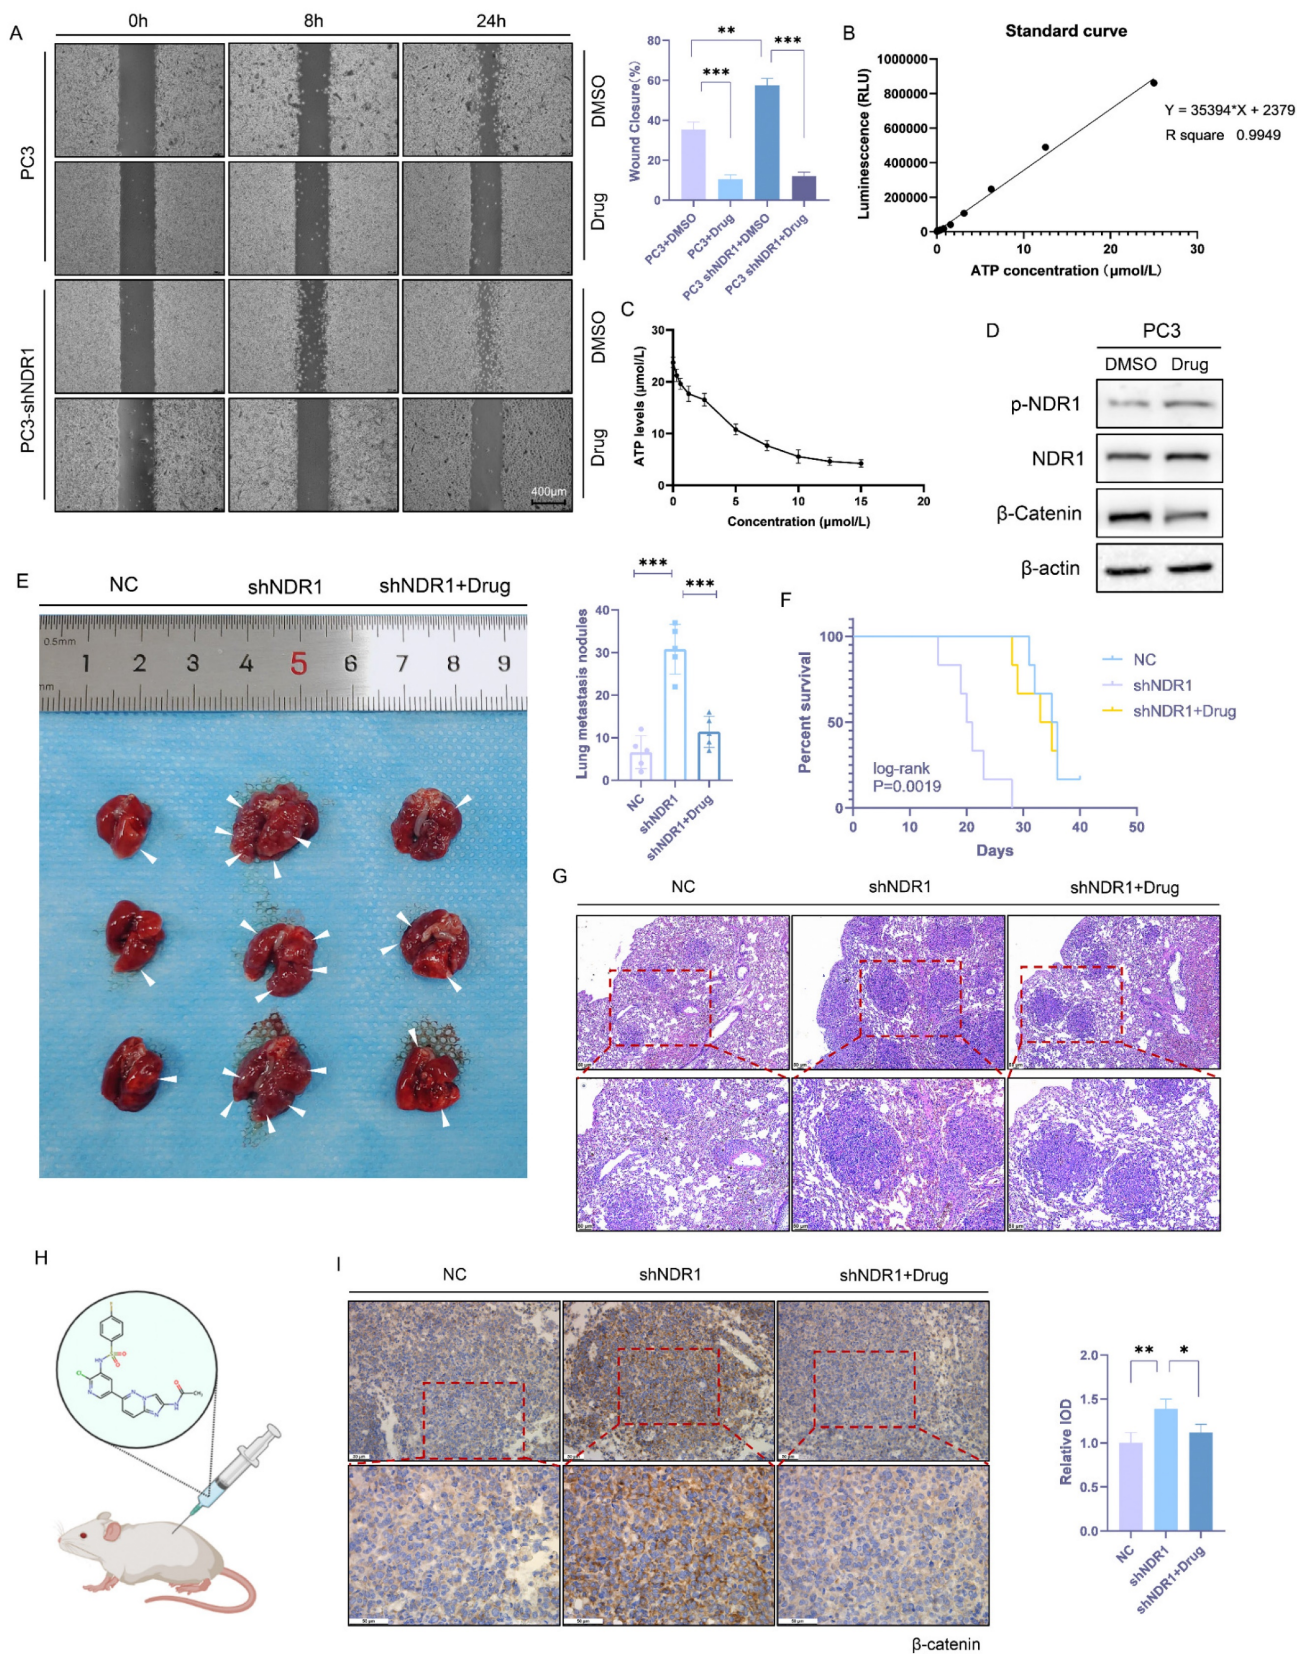 A
0h
8h
24h
PC3
PC3-shNDR1
DMSO
Drug
DMSO
Drug
400μm
Wound Closure(%)
80
60
40
20
0
**
***
***
PC3+DMSO
PC3+Drug
PC3 shNDR1+DMSO
PC3 shNDR1+Drug
B
Standard curve
Luminesccence (RLU)
1000000
800000
600000
400000
200000
0
0
10
20
30
ATP concentration (μmol/L)
Y = 35394*X + 2379
R square 0.9949
C
ATP levels (μmol/L)
30
20
10
0
0
5
10
15
20
Concentration (μmol/L)
D
PC3
DMSO
Drug
p-NDR1
NDR1
β-Catenin
β-actin
E
NC
shNDR1
shNDR1+Drug
0.5mm
1 2 3 4 5 6 7 8 9
mm
Lung metastasis nodules
40
30
20
10
0
***
***
NC
shNDR1
shNDR1+Drug
F
Percent survival
100
50
0
0
10
20
30
40
50
Days
log-rank
P=0.0019
NC
shNDR1
shNDR1+Drug
G
NC
shNDR1
shNDR1+Drug
H
I
NC
shNDR1
shNDR1+Drug
β-catenin
Relative IOD
2.0
1.5
1.0
0.5
0.0
**
*
NC
shNDR1
shNDR1+Drug